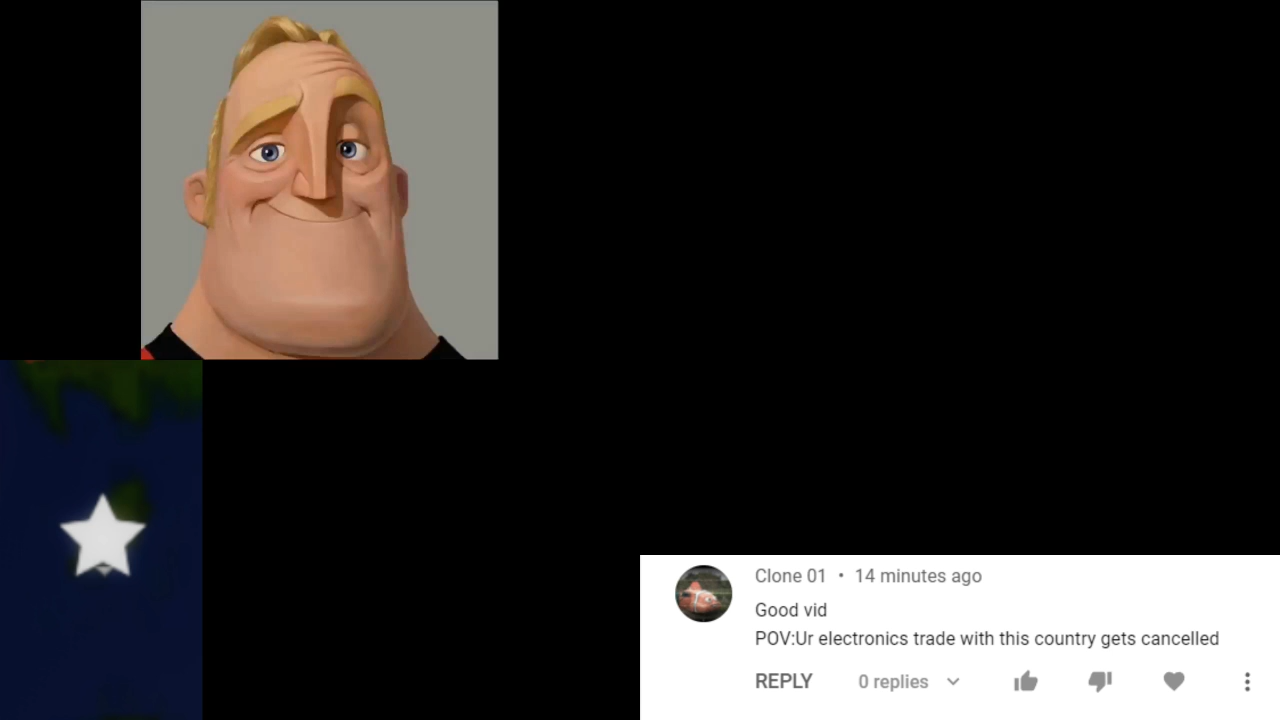 Clone 01 • 14 minutes ago
Good vid
POV:Ur electronics trade with this country gets cancelled
REPLY
0 replies